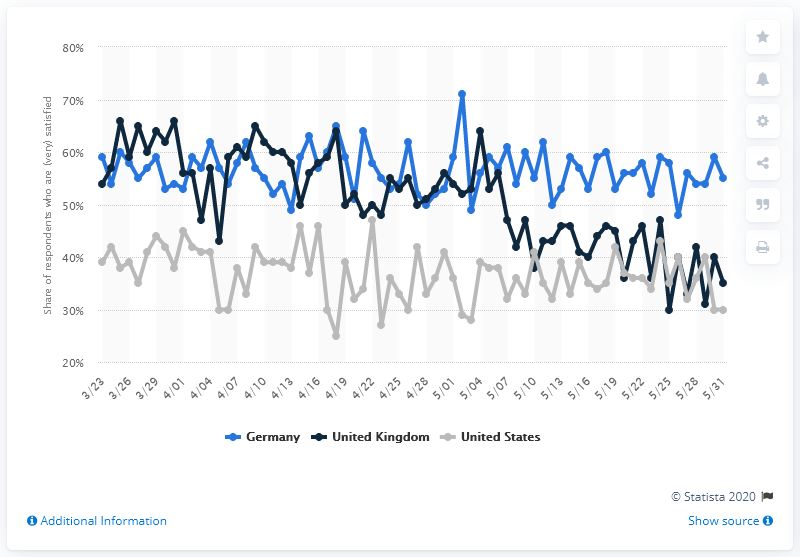 80%
70%
60%
50%
40%
30%
20%
Share of respondents who are (very) satisfied
3/23 3/26 3/29 4/01 4/04 4/07 4/10 4/13 4/16 4/19 4/22 4/25 4/28 5/01 5/04 5/07 5/10 5/13 5/16 5/19 5/22 5/25 5/28 5/31
Germany United Kingdom United States
© Statista 2020
Additional Information Show source